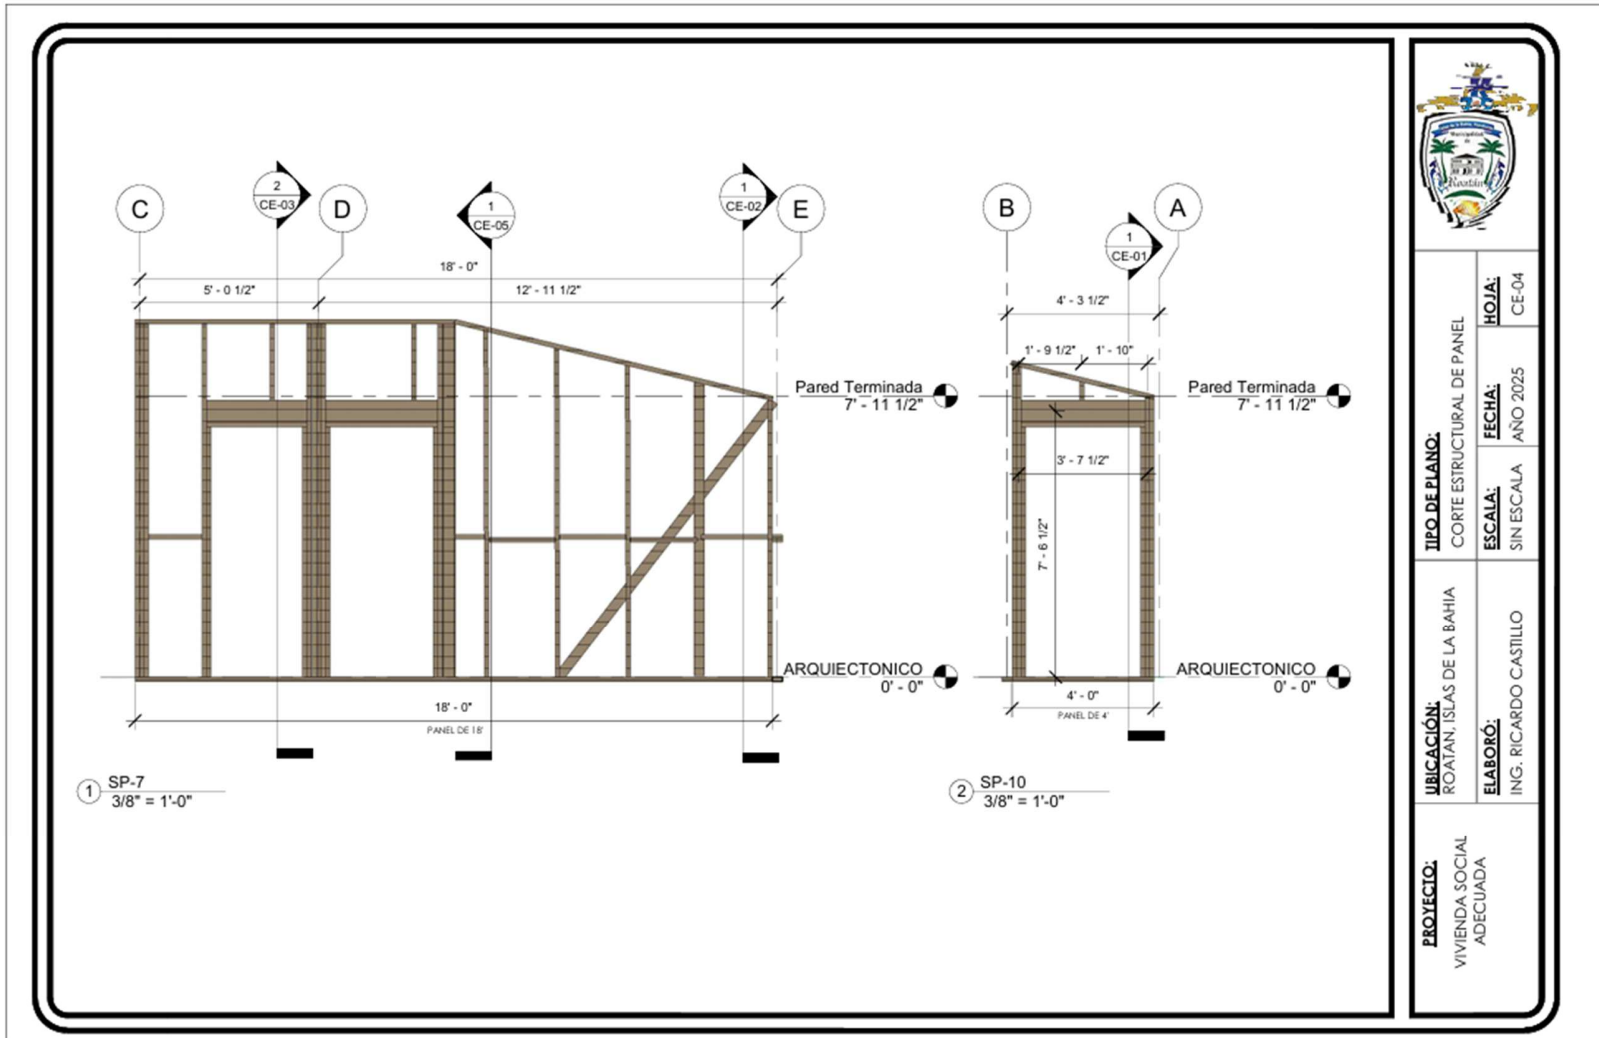 C
2
CE-03
D
1
CE-05
1
CE-02
E
18' - 0"
5' - 0 1/2"
12' - 11 1/2"
Pared Terminada
7' - 11 1/2"
ARQUIECTONICO
0' - 0"
18' - 0"
PANEL DE 18'
1
SP-7
3/8" = 1'-0"
B
1
CE-01
A
4' - 3 1/2"
1' - 9 1/2"
1' - 10"
Pared Terminada
7' - 11 1/2"
3' - 7 1/2"
7' - 6 1/2"
ARQUIECTONICO
0' - 0"
4' - 0"
PANEL DE 4'
2
SP-10
3/8" = 1'-0"
Municipalidad
de
Roatán
PROYECTO:
VIVIENDA SOCIAL
ADECUADA
UBICACIÓN:
ROATAN, ISLAS DE LA BAHIA
ELABORÓ:
ING. RICARDO CASTILLO
TIPO DE PLANO:
CORTE ESTRUCTURAL DE PANEL
ESCALA:
SIN ESCALA
FECHA:
AÑO 2025
HOJA:
CE-04